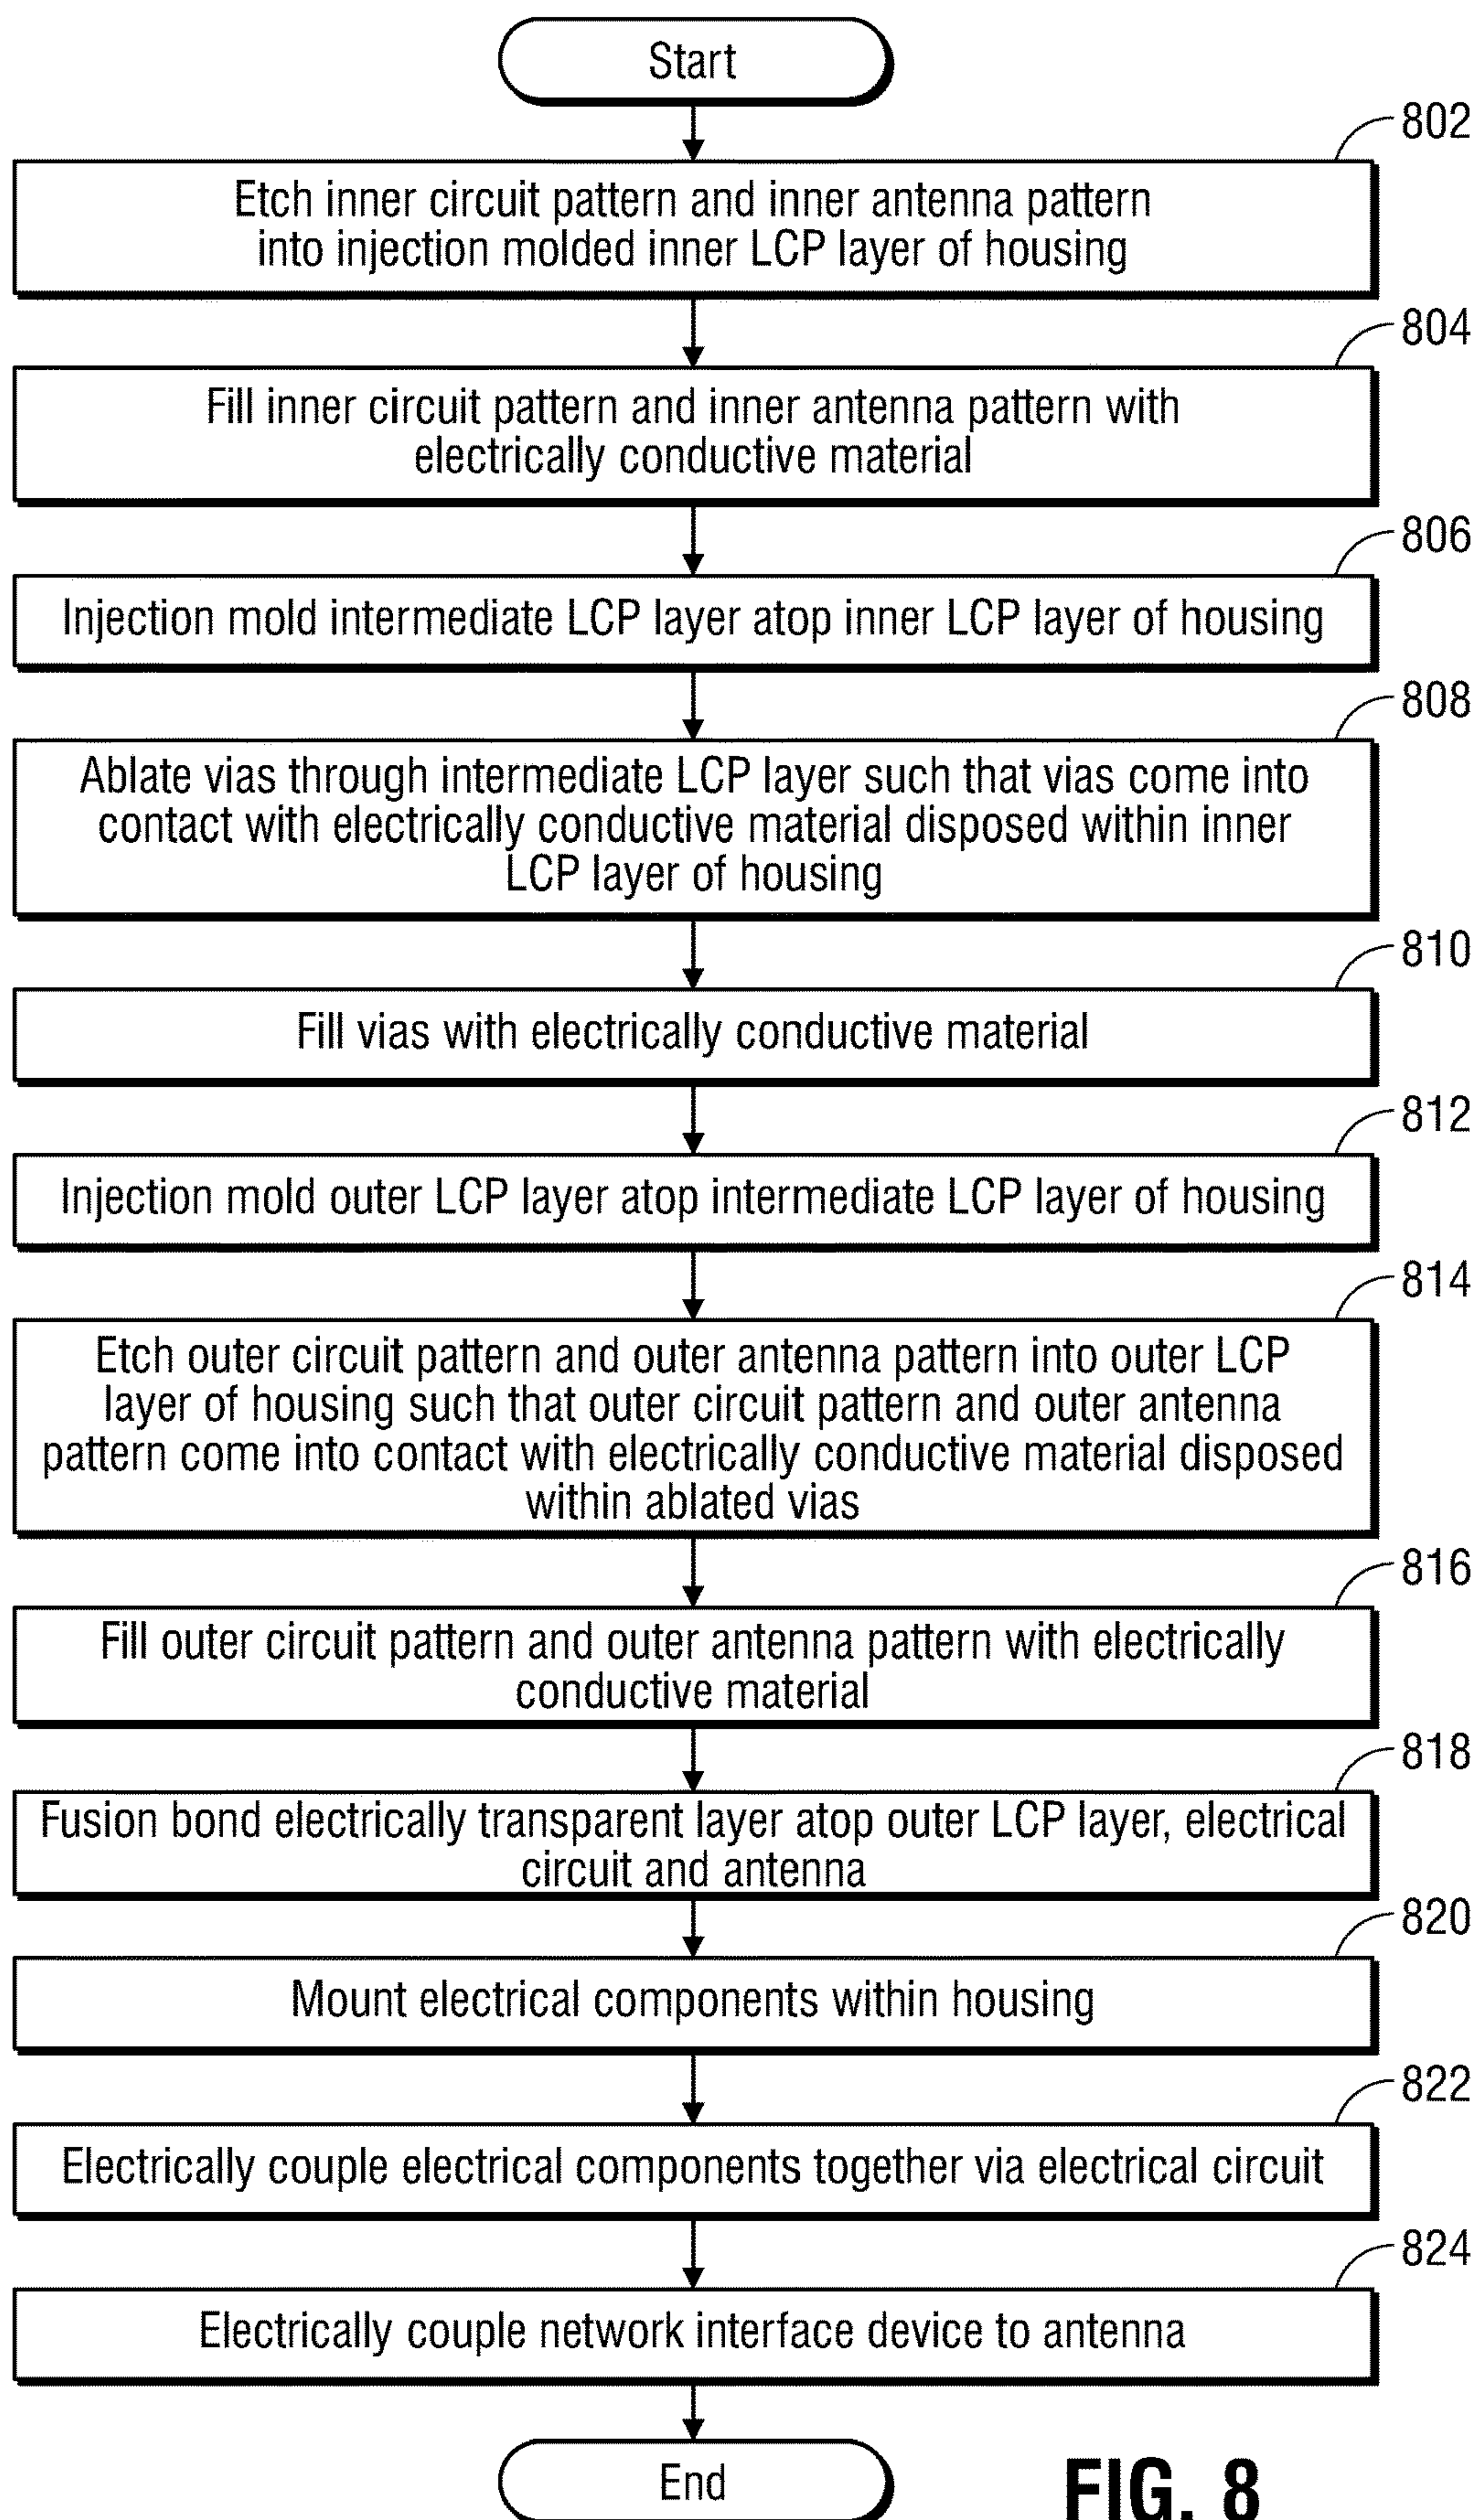 Start
802
Etch inner circuit pattern and inner antenna pattern
into injection molded inner LCP layer of housing
804
Fill inner circuit pattern and inner antenna pattern with
electrically conductive material
806
Injection mold intermediate LCP layer atop inner LCP layer of housing
808
Ablate vias through intermediate LCP layer such that vias come into
contact with electrically conductive material disposed within inner
LCP layer of housing
810
Fill vias with electrically conductive material
812
Injection mold outer LCP layer atop intermediate LCP layer of housing
814
Etch outer circuit pattern and outer antenna pattern into outer LCP
layer of housing such that outer circuit pattern and outer antenna
pattern come into contact with electrically conductive material disposed
within ablated vias
816
Fill outer circuit pattern and outer antenna pattern with electrically
conductive material
818
Fusion bond electrically transparent layer atop outer LCP layer, electrical
circuit and antenna
820
Mount electrical components within housing
822
Electrically couple electrical components together via electrical circuit
824
Electrically couple network interface device to antenna
End
FIG. 8